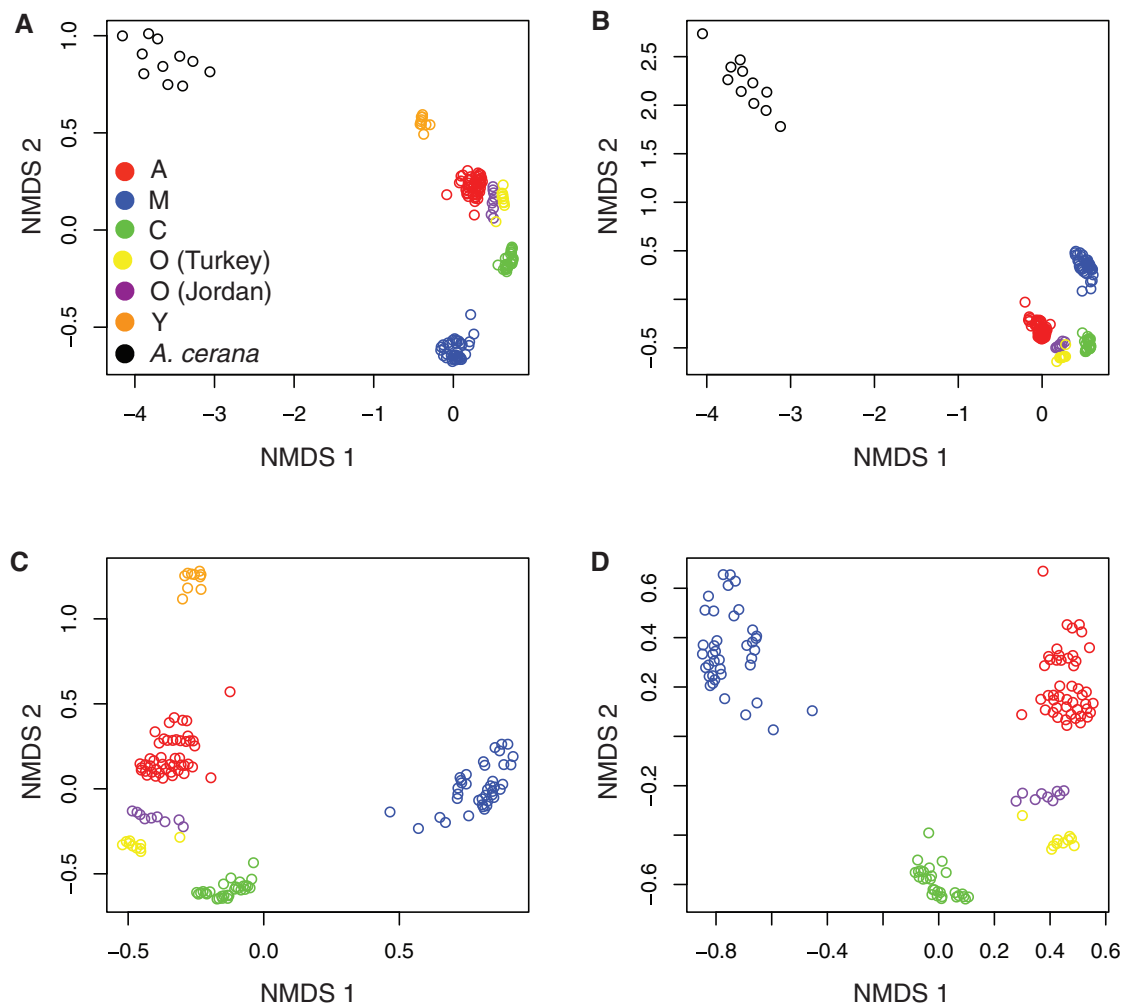 A
NMDS 2
1.0
0.5
0.0
−0.5
A
M
C
O (Turkey)
O (Jordan)
Y
A. cerana
−4 −3 −2 −1 0
NMDS 1
B
NMDS 2
2.5
2.0
1.5
1.0
0.5
−0.5
−4 −3 −2 −1 0
NMDS 1
C
NMDS 2
1.0
0.5
0.0
−0.5
−0.5 0.0 0.5
NMDS 1
D
NMDS 2
0.6
0.4
0.2
−0.2
−0.6
−0.8 −0.4 0.0 0.2 0.4 0.6
NMDS 1